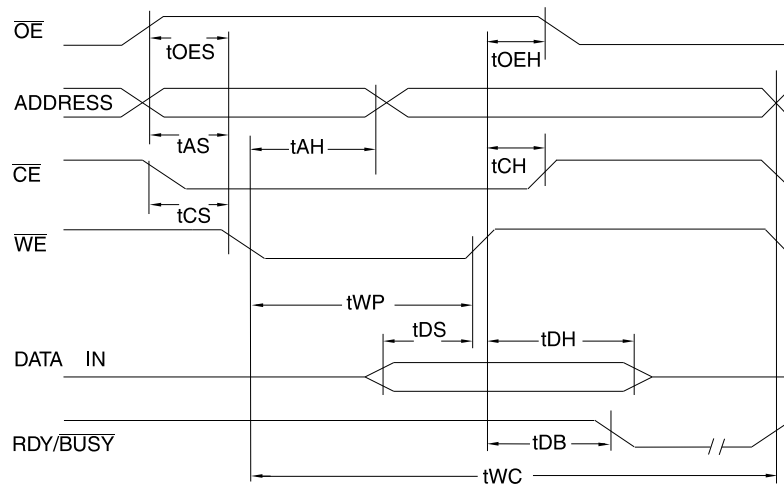 OE
tOES
tOEH
ADDRESS
tAS
tAH
tCH
CE
tCS
WE
tWP
tDS
tDH
DATA IN
RDY/BUSY
tDB
tWC